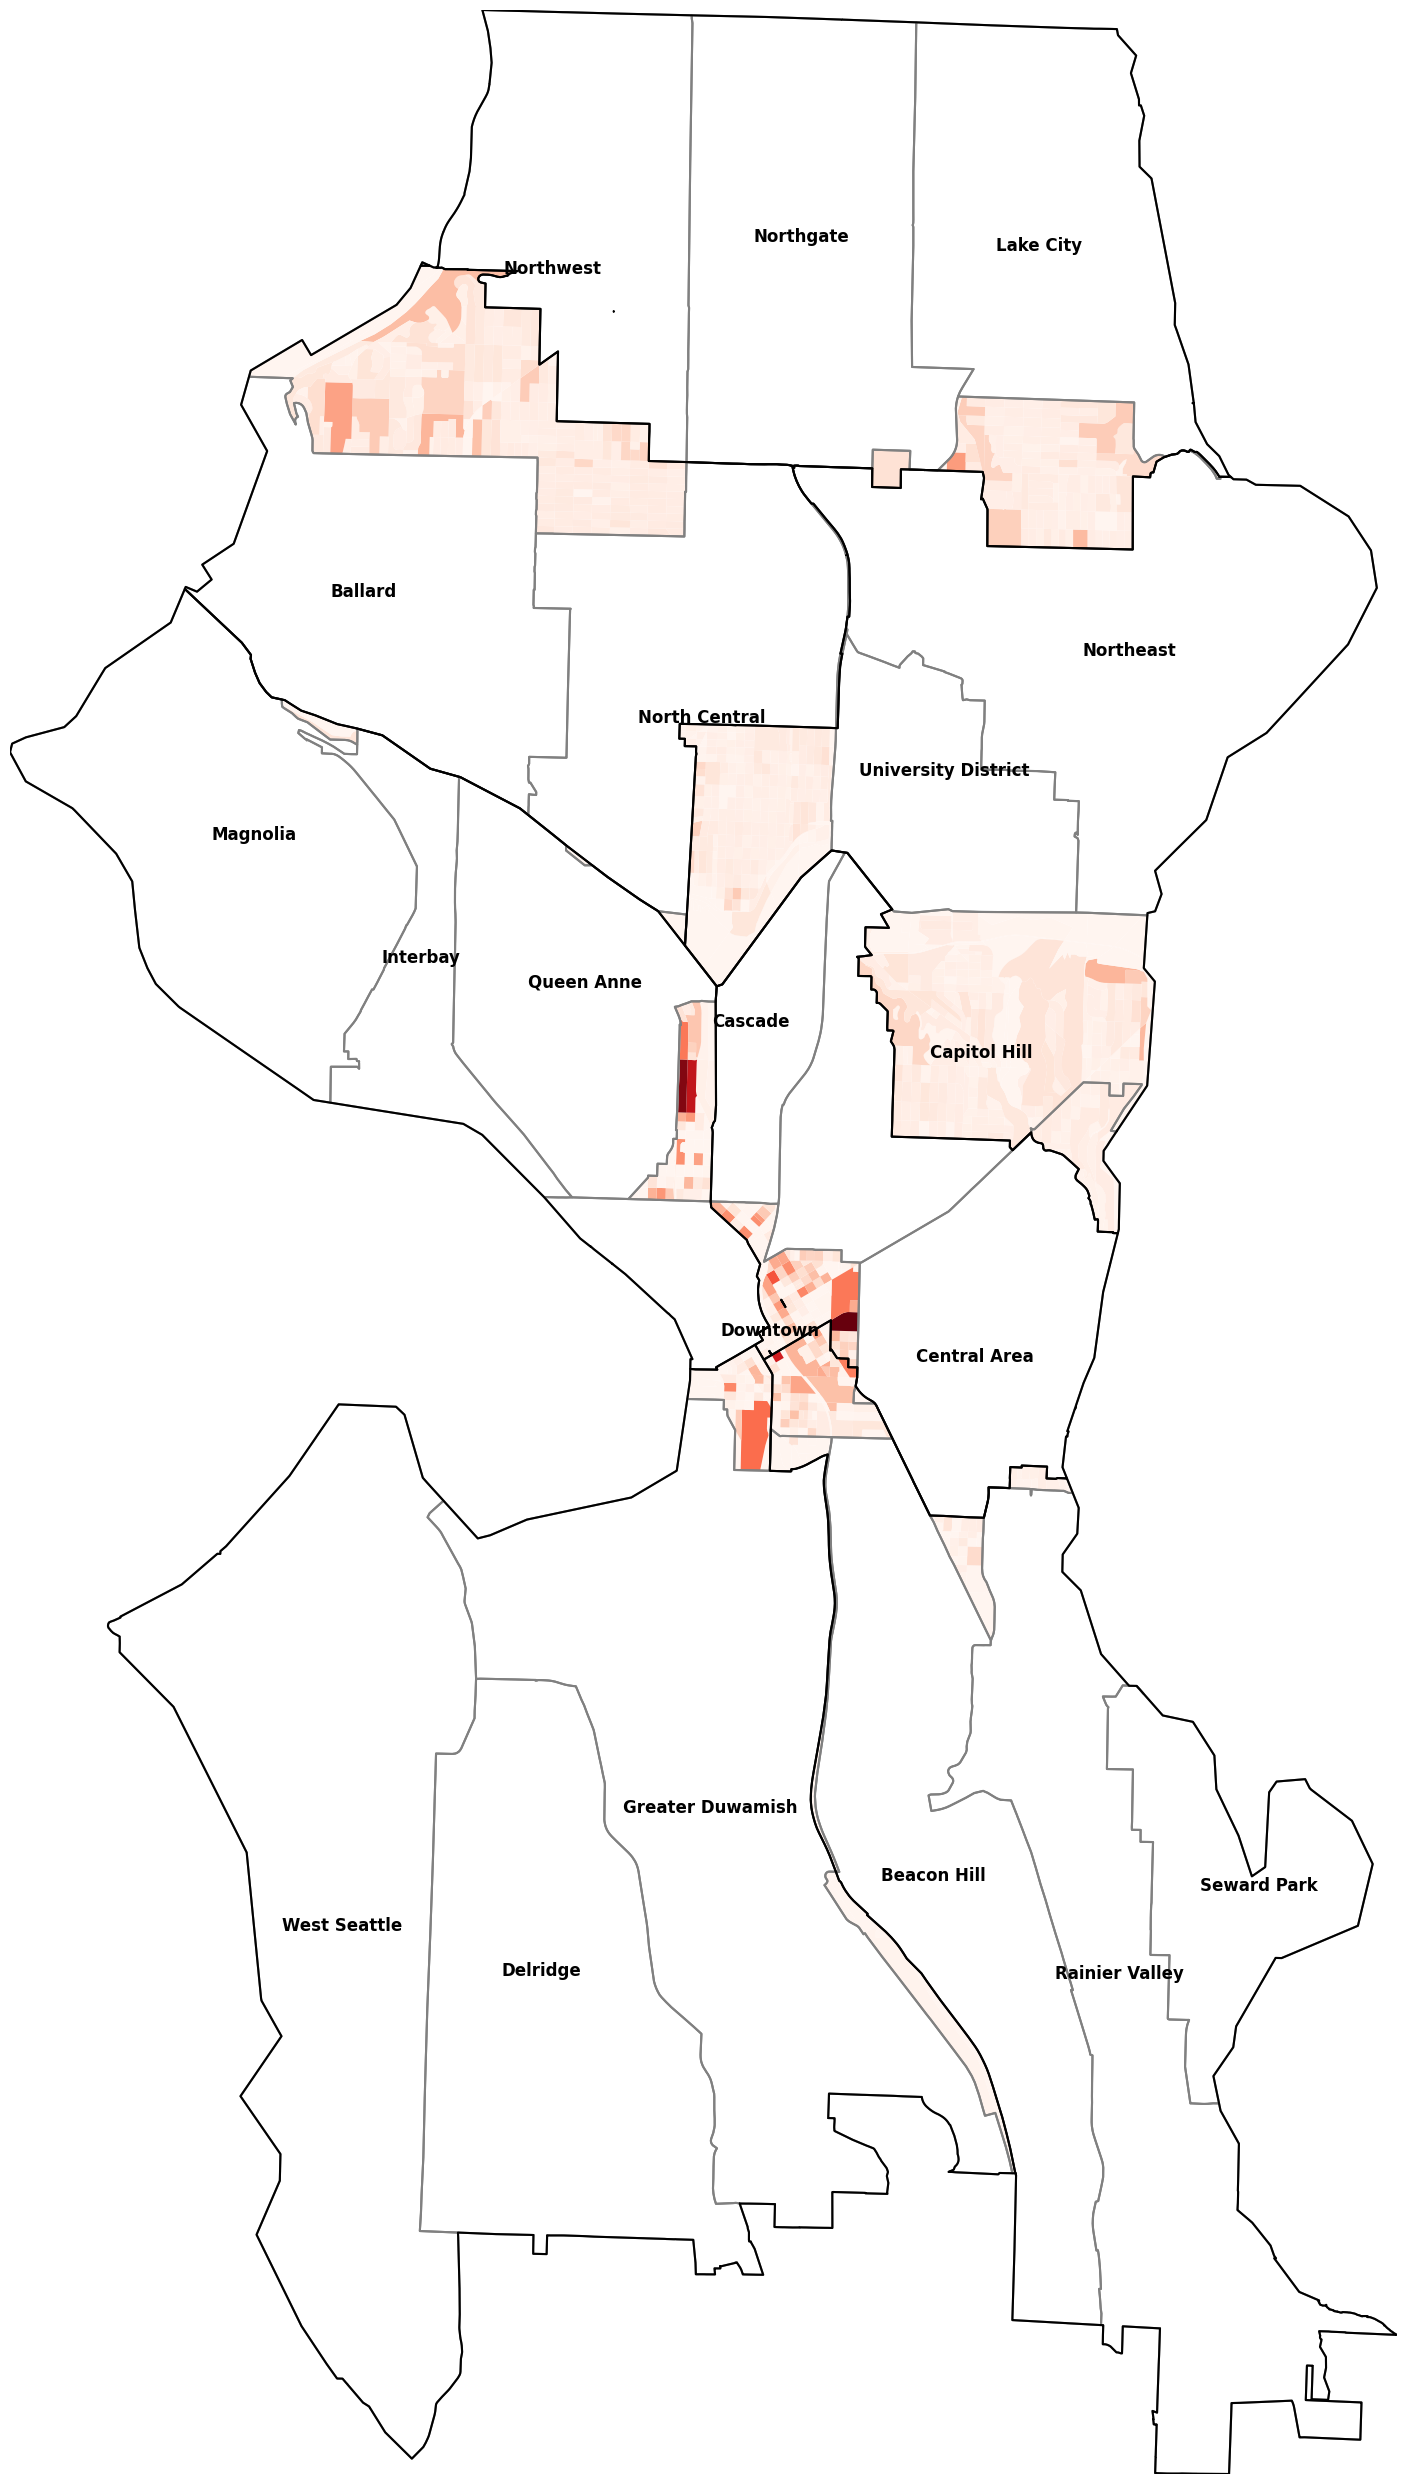 Northgate
Lake City
Northwest
Ballard
Northeast
North Central
University District
Magnolia
Interbay
Queen Anne
Cascade
Capitol Hill
Downtown
Central Area
Greater Duwamish
Beacon Hill
Seward Park
West Seattle
Delridge
Rainier Valley